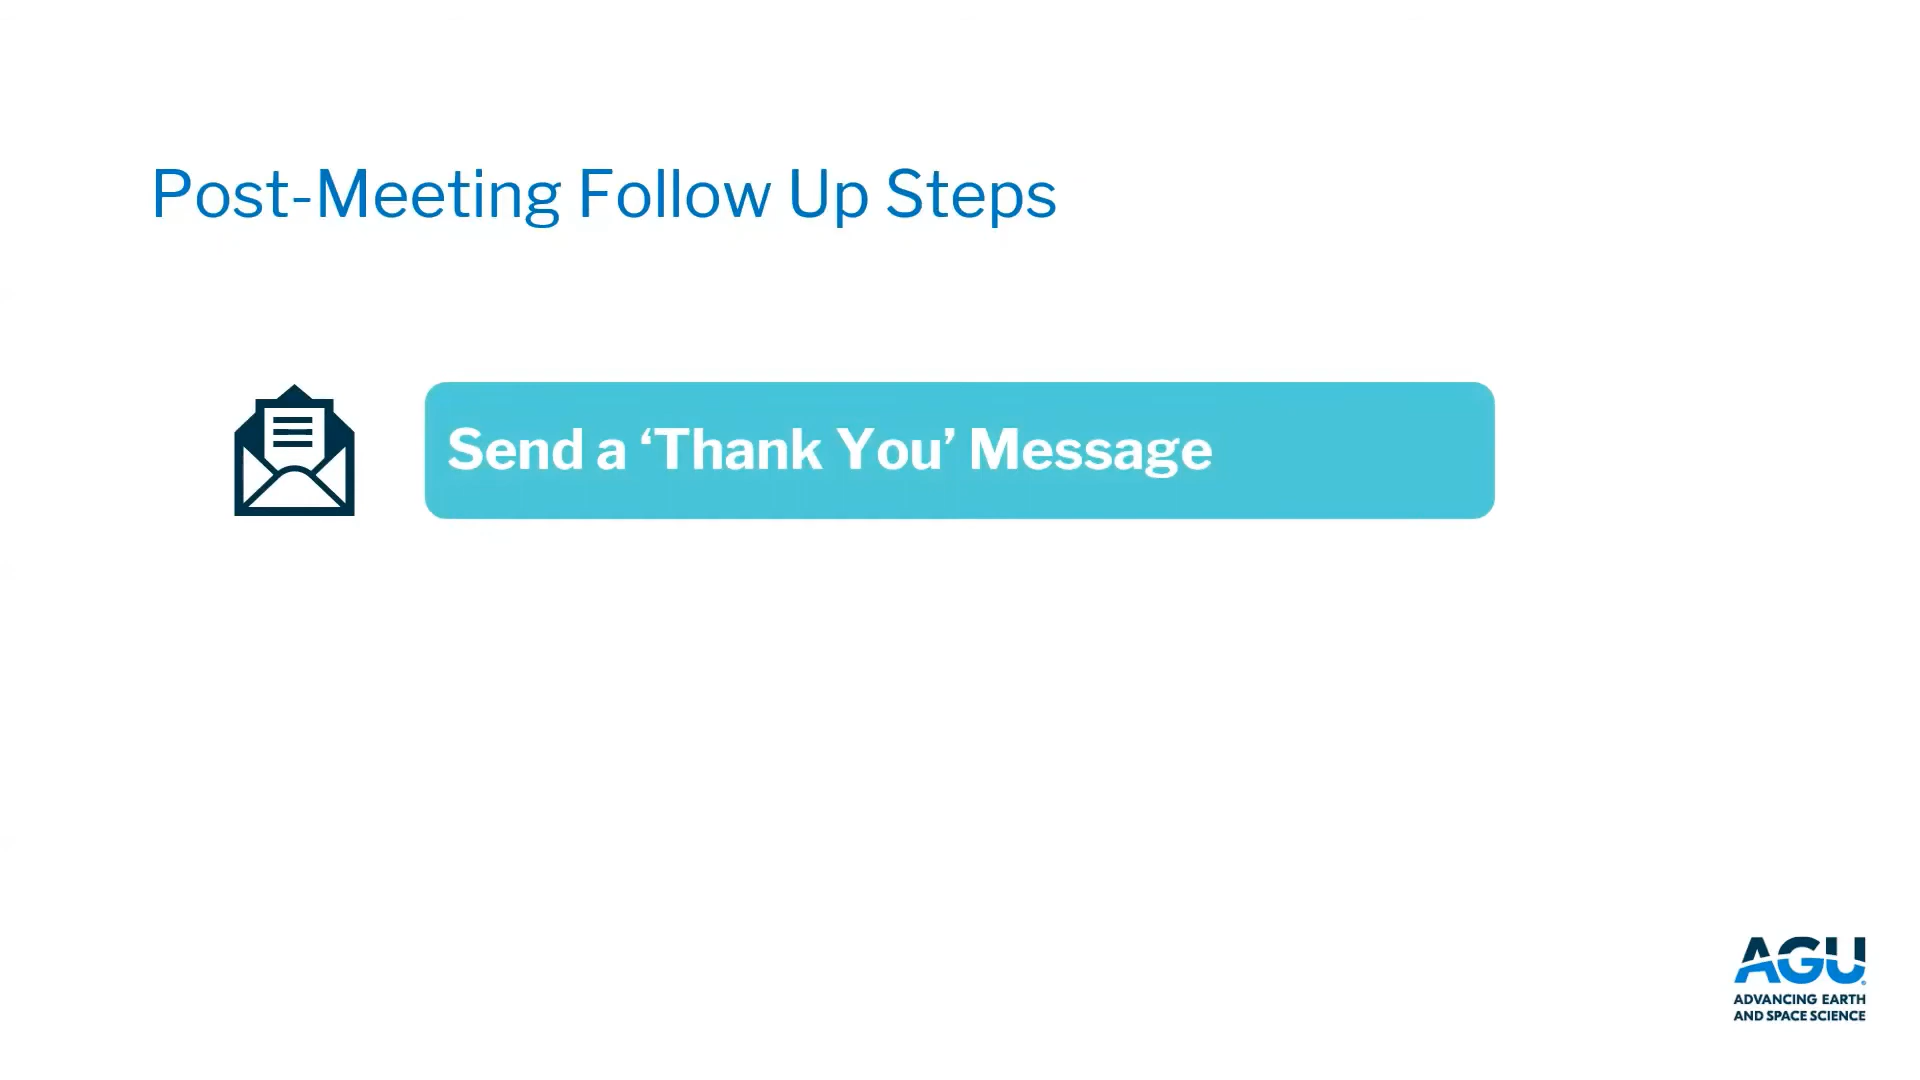 Post-Meeting Follow Up Steps
Send a ‘Thank You’ Message
AGU
ADVANCING EARTH
AND SPACE SCIENCE